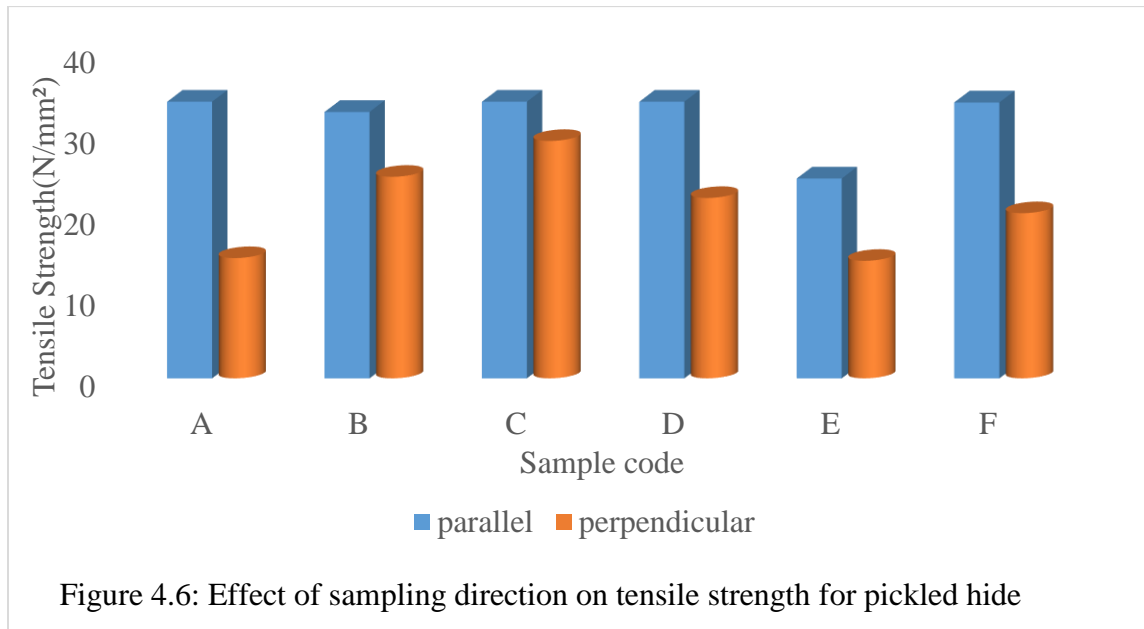 40
30
20
10
0
Tensile Strength(N/mm²)
A B C D E F
Sample code
parallel perpendicular
Figure 4.6: Effect of sampling direction on tensile strength for pickled hide